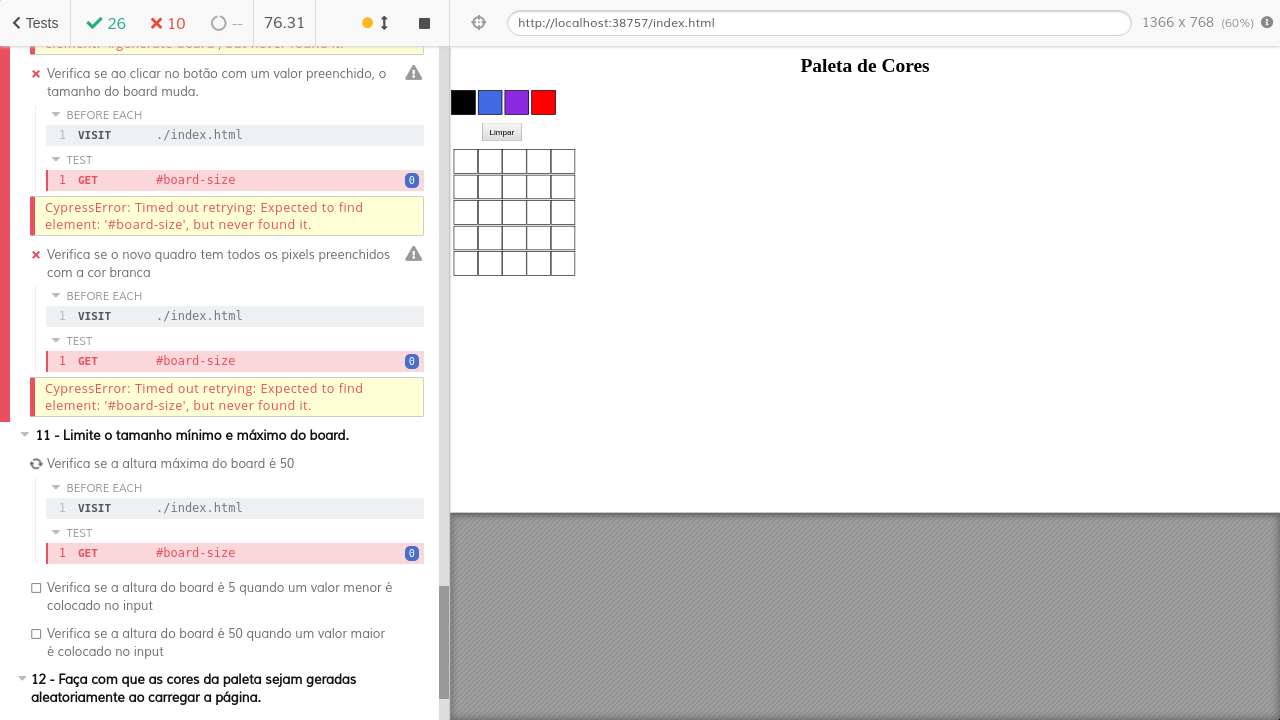 Tests 26 10 -- 76.31
http://localhost:38757/index.html 1366 x 768 (60%)
element: '#generate-board', but never found it.
Verifica se ao clicar no botão com um valor preenchido, o
tamanho do board muda.
BEFORE EACH
1 VISIT ./index.html
TEST
1 GET #board-size 0
CypressError: Timed out retrying: Expected to find
element: '#board-size', but never found it.
Verifica se o novo quadro tem todos os pixels preenchidos
com a cor branca
BEFORE EACH
1 VISIT ./index.html
TEST
1 GET #board-size 0
CypressError: Timed out retrying: Expected to find
element: '#board-size', but never found it.
11 - Limite o tamanho mínimo e máximo do board.
Verifica se a altura máxima do board é 50
BEFORE EACH
1 VISIT ./index.html
TEST
1 GET #board-size 0
Verifica se a altura do board é 5 quando um valor menor é
colocado no input
Verifica se a altura do board é 50 quando um valor maior
é colocado no input
12 - Faça com que as cores da paleta sejam geradas
aleatoriamente ao carregar a página.
Paleta de Cores
Limpar